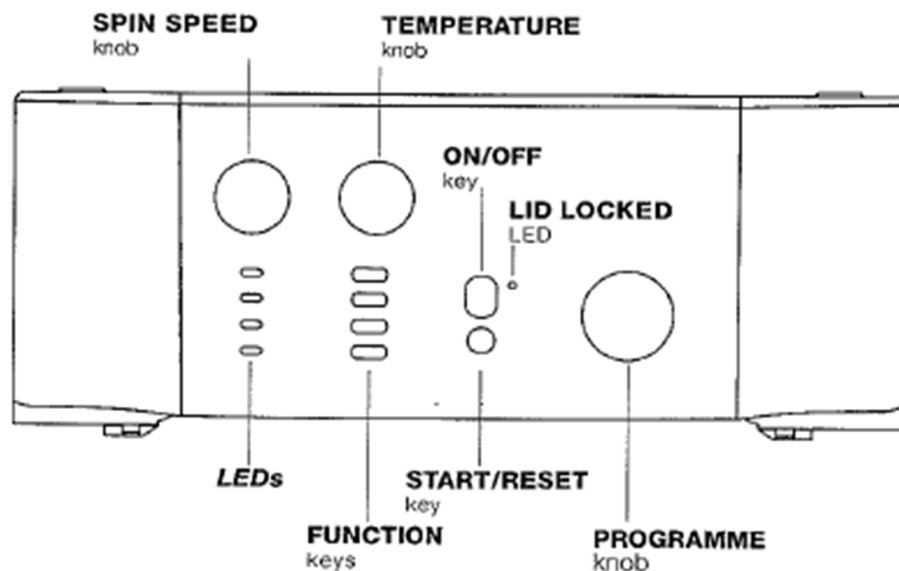 SPIN SPEED
knob
TEMPERATURE
knob
ON/OFF
key
LID LOCKED
LED
LEDs
START/RESET
key
FUNCTION
keys
PROGRAMME
knob